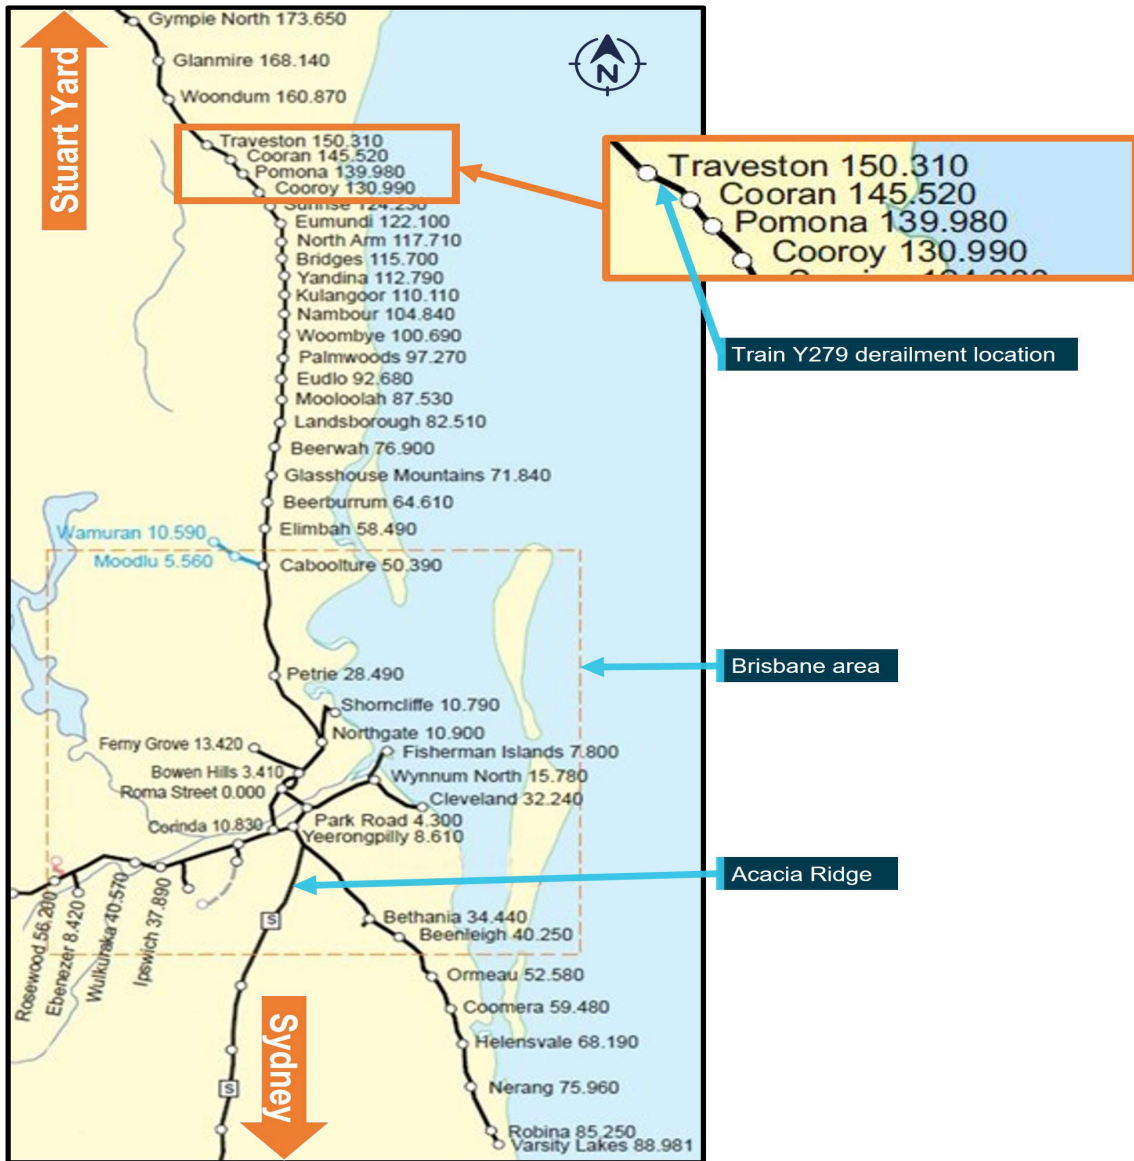 Stuart Yard
N
Gympie North 173.650
Glanmire 168.140
Woondum 160.870
Traveston 150.310
Cooran 145.520
Pomona 139.980
Cooroy 130.990
Sunrise 124.230
Eumundi 122.100
North Arm 117.710
Bridges 115.700
Yandina 112.790
Kulangoor 110.110
Nambour 104.840
Woombye 100.690
Palmwoods 97.270
Eudlo 92.680
Mooloolah 87.530
Landsborough 82.510
Beerwah 76.900
Glasshouse Mountains 71.840
Beerburrum 64.610
Elimbah 58.490
Wamuran 10.590
Moodlu 5.560
Caboolture 50.390
Petrie 28.490
Shorncliffe 10.790
Northgate 10.900
Ferny Grove 13.420
Fisherman Islands 7.800
Bowen Hills 3.410
Wynnum North 15.780
Roma Street 0.000
Cleveland 32.240
Park Road 4.300
Corinda 10.830
Yeerongpilly 8.610
Rosewood 56.200
Ebenezer 8.420
Wulkuraka 40.570
Ipswich 37.890
S
Bethania 34.440
Beenleigh 40.250
Ormeau 52.580
Coomera 59.480
Helensvale 68.190
S
Nerang 75.960
Robina 85.250
Varsity Lakes 88.981
Sydney
Traveston 150.310
Cooran 145.520
Pomona 139.980
Cooroy 130.990
Train Y279 derailment location
Brisbane area
Acacia Ridge